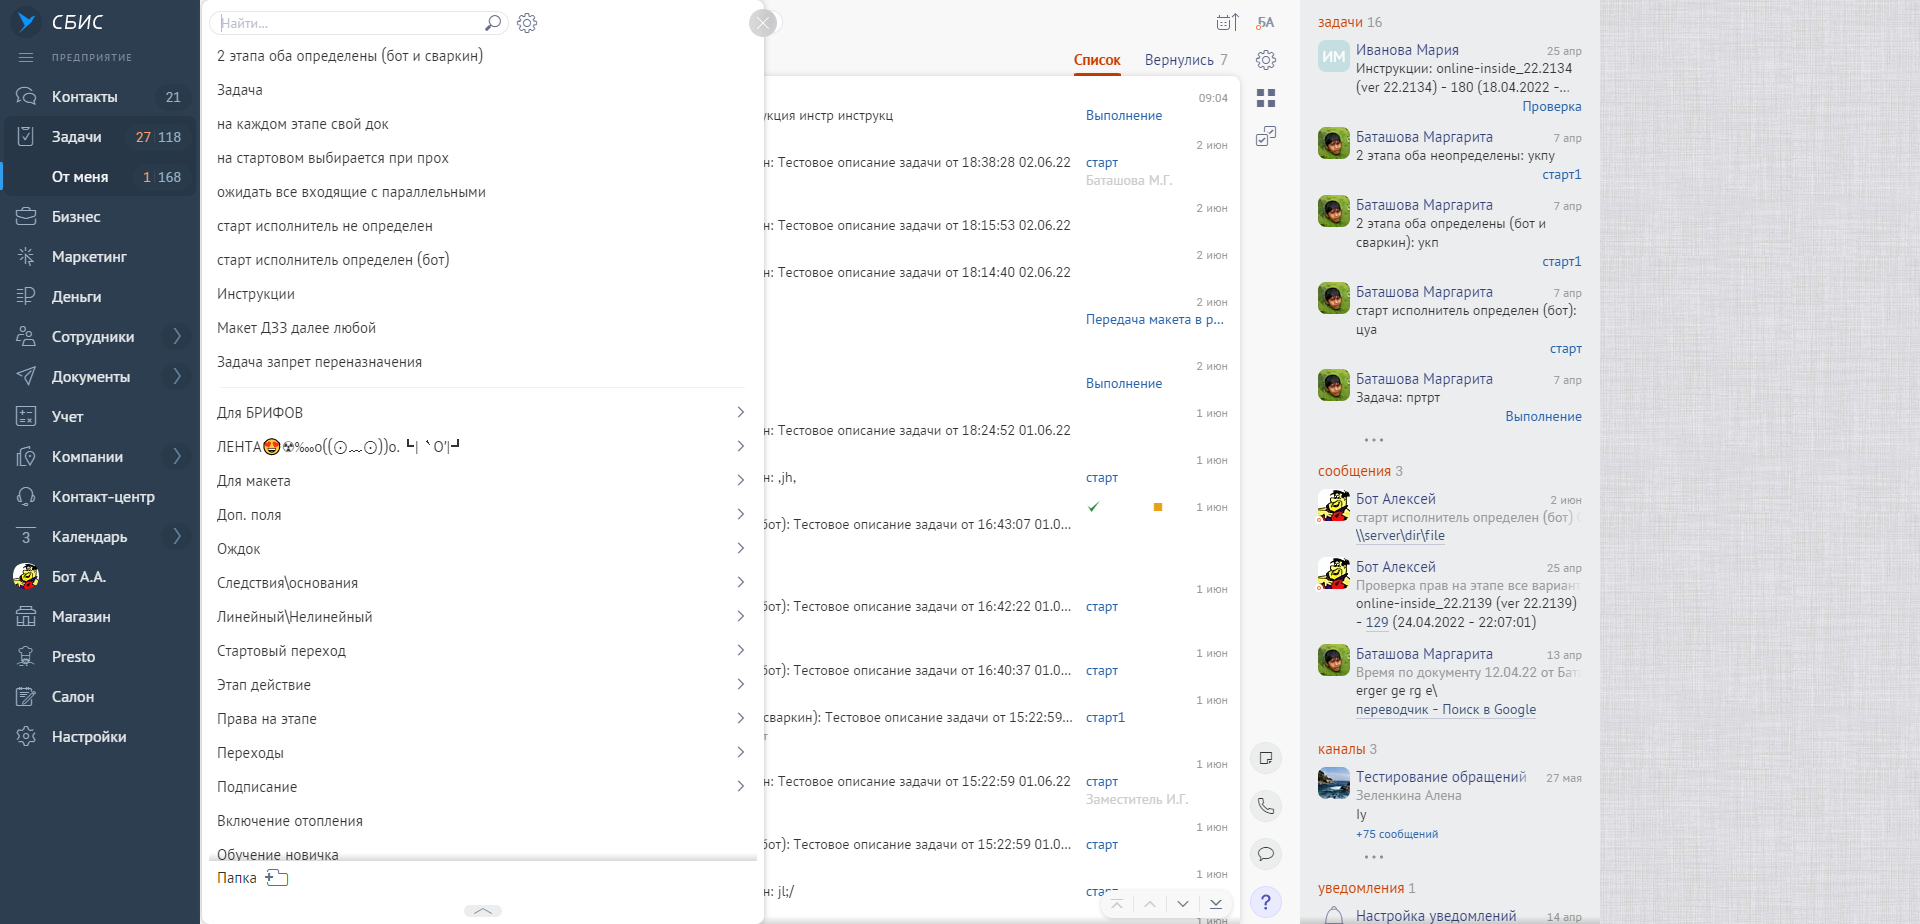 СБИС
ПРЕДПРИЯТИЕ
Контакты 21
Задачи 27 118
От меня 1 168
Бизнес
Маркетинг
Деньги
Сотрудники
Документы
Учет
Компании
Контакт-центр
3 Календарь
Бот А.А.
Магазин
Presto
Салон
Настройки
Найти...
2 этапа оба определены (бот и сваркин)
Задача
на каждом этапе свой док
на стартовом выбирается при прох
ожидать все входящие с параллельными
старт исполнитель не определен
старт исполнитель определен (бот)
Инструкции
Макет ДЗЗ далее любой
Задача запрет переназначения
Для БРИФОВ
ЛЕНТА😍☢%‰o((⊙﹏⊙))o. ┗|｀O′|┛
Для макета
Доп. поля
Ождок
Следствия\основания
Линейный\Нелинейный
Стартовый переход
Этап действие
Права на этапе
Переходы
Подписание
Включение отопления
Обучение новичка
Папка
БА
Список Вернулись 7
09:04
укция инстр инструкц Выполнение
2 июн
н: Тестовое описание задачи от 18:38:28 02.06.22 старт
Баташова М.Г.
2 июн
н: Тестовое описание задачи от 18:15:53 02.06.22
2 июн
н: Тестовое описание задачи от 18:14:40 02.06.22
2 июн
Передача макета в р...
2 июн
Выполнение
1 июн
н: Тестовое описание задачи от 18:24:52 01.06.22
1 июн
н: ,jh, старт
1 июн
бот): Тестовое описание задачи от 16:43:07 01.0...
1 июн
бот): Тестовое описание задачи от 16:42:22 01.0... старт
1 июн
бот): Тестовое описание задачи от 16:40:37 01.0... старт
1 июн
сваркин): Тестовое описание задачи от 15:22:59... старт1
т
1 июн
н: Тестовое описание задачи от 15:22:59 01.06.22 старт
Заместитель И.Г.
1 июн
бот): Тестовое описание задачи от 15:22:59 01.0... старт
1 июн
н: jl;/ старт
1 июн
?
задачи 16
ИМ
Иванова Мария 25 апр
Инструкции: online-inside_22.2134
(ver 22.2134) - 180 (18.04.2022 -...
Проверка
Баташова Маргарита 7 апр
2 этапа оба неопределены: укпу
старт1
Баташова Маргарита 7 апр
2 этапа оба определены (бот и
сваркин): укп
старт1
Баташова Маргарита 7 апр
старт исполнитель определен (бот):
цуа
старт
Баташова Маргарита 7 апр
Задача: пртрт
Выполнение
...
сообщения 3
Бот Алексей 2 июн
старт исполнитель определен (бот)
\\server\dir\file
Бот Алексей 25 апр
Проверка прав на этапе все вариант
online-inside_22.2139 (ver 22.2139)
- 129 (24.04.2022 - 22:07:01)
Баташова Маргарита 13 апр
Время по документу 12.04.22 от Бат
erger ge rg e\
переводчик - Поиск в Google
каналы 3
Тестирование обращений 27 мая
Зеленкина Алена
ly
+75 сообщений
...
уведомления 1
Настройка уведомлений 14 апр